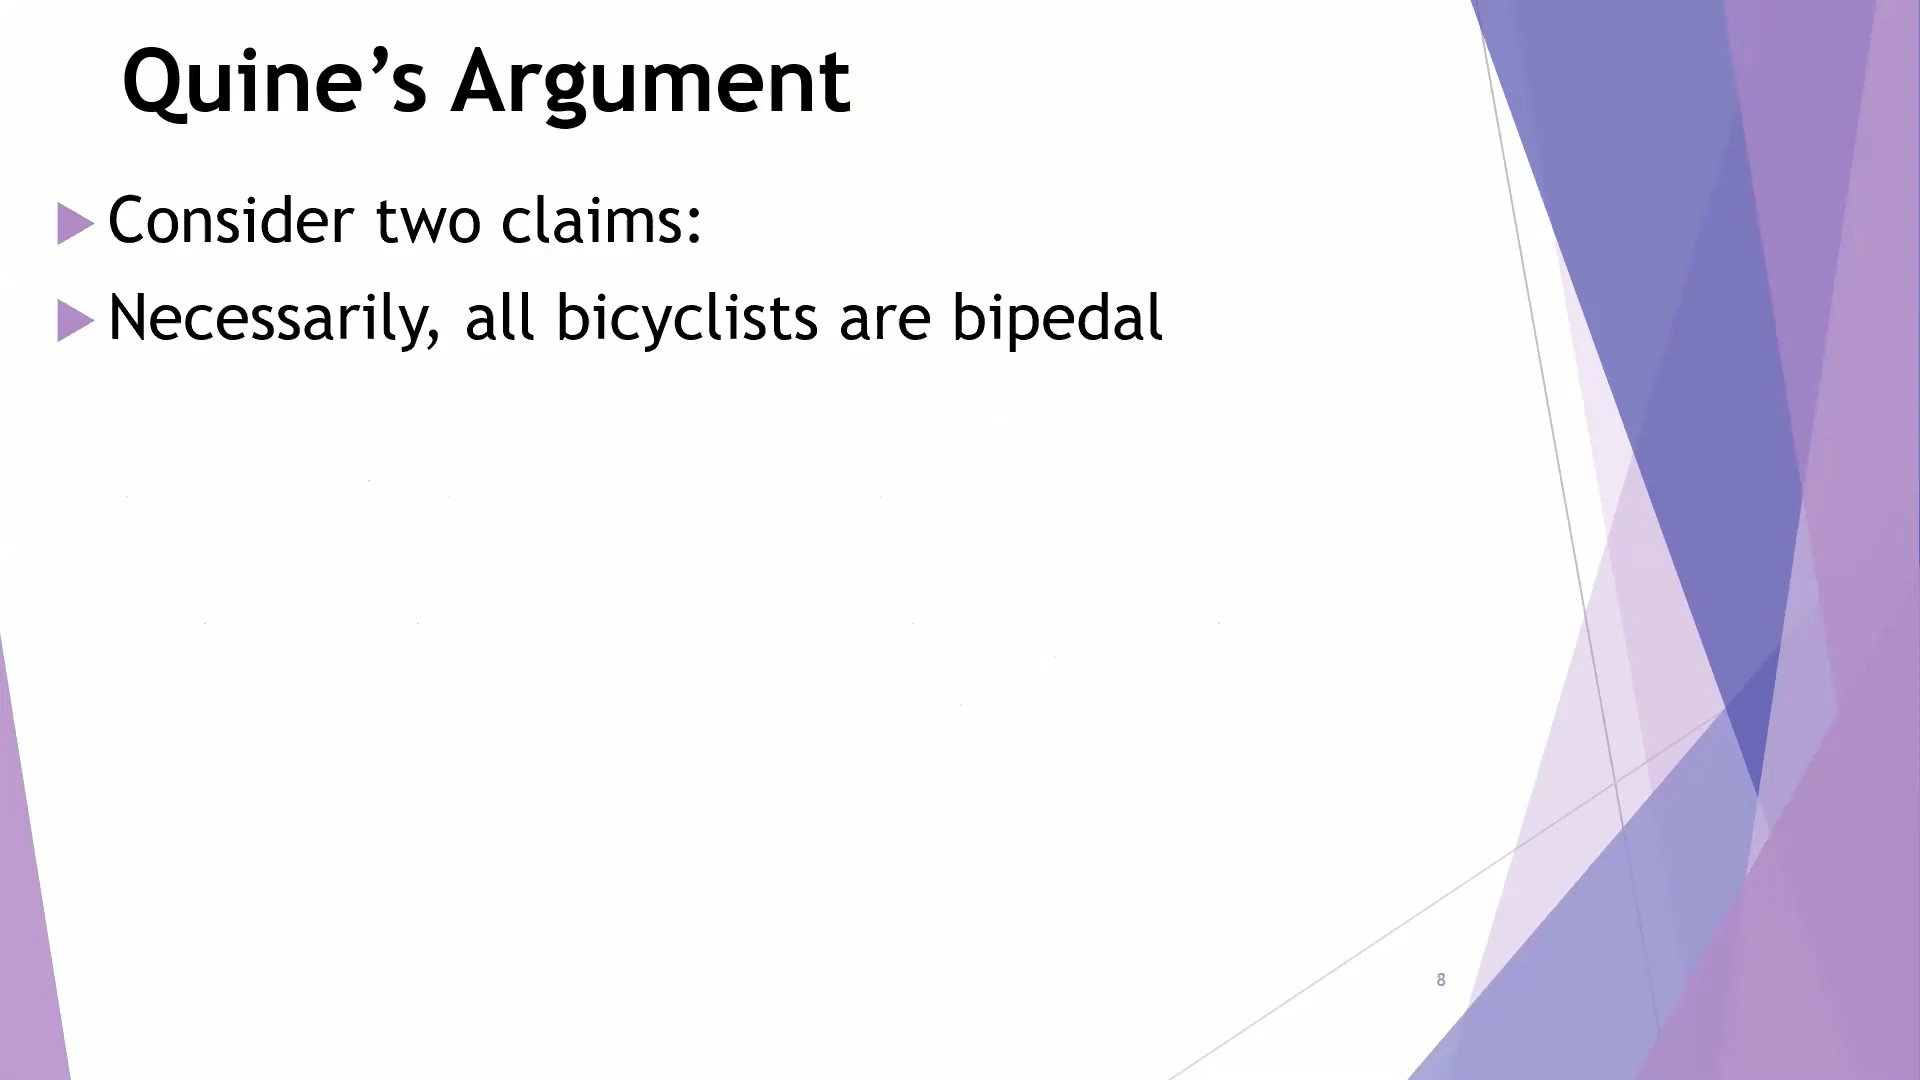 Quine’s Argument
Consider two claims:
Necessarily, all bicyclists are bipedal
8